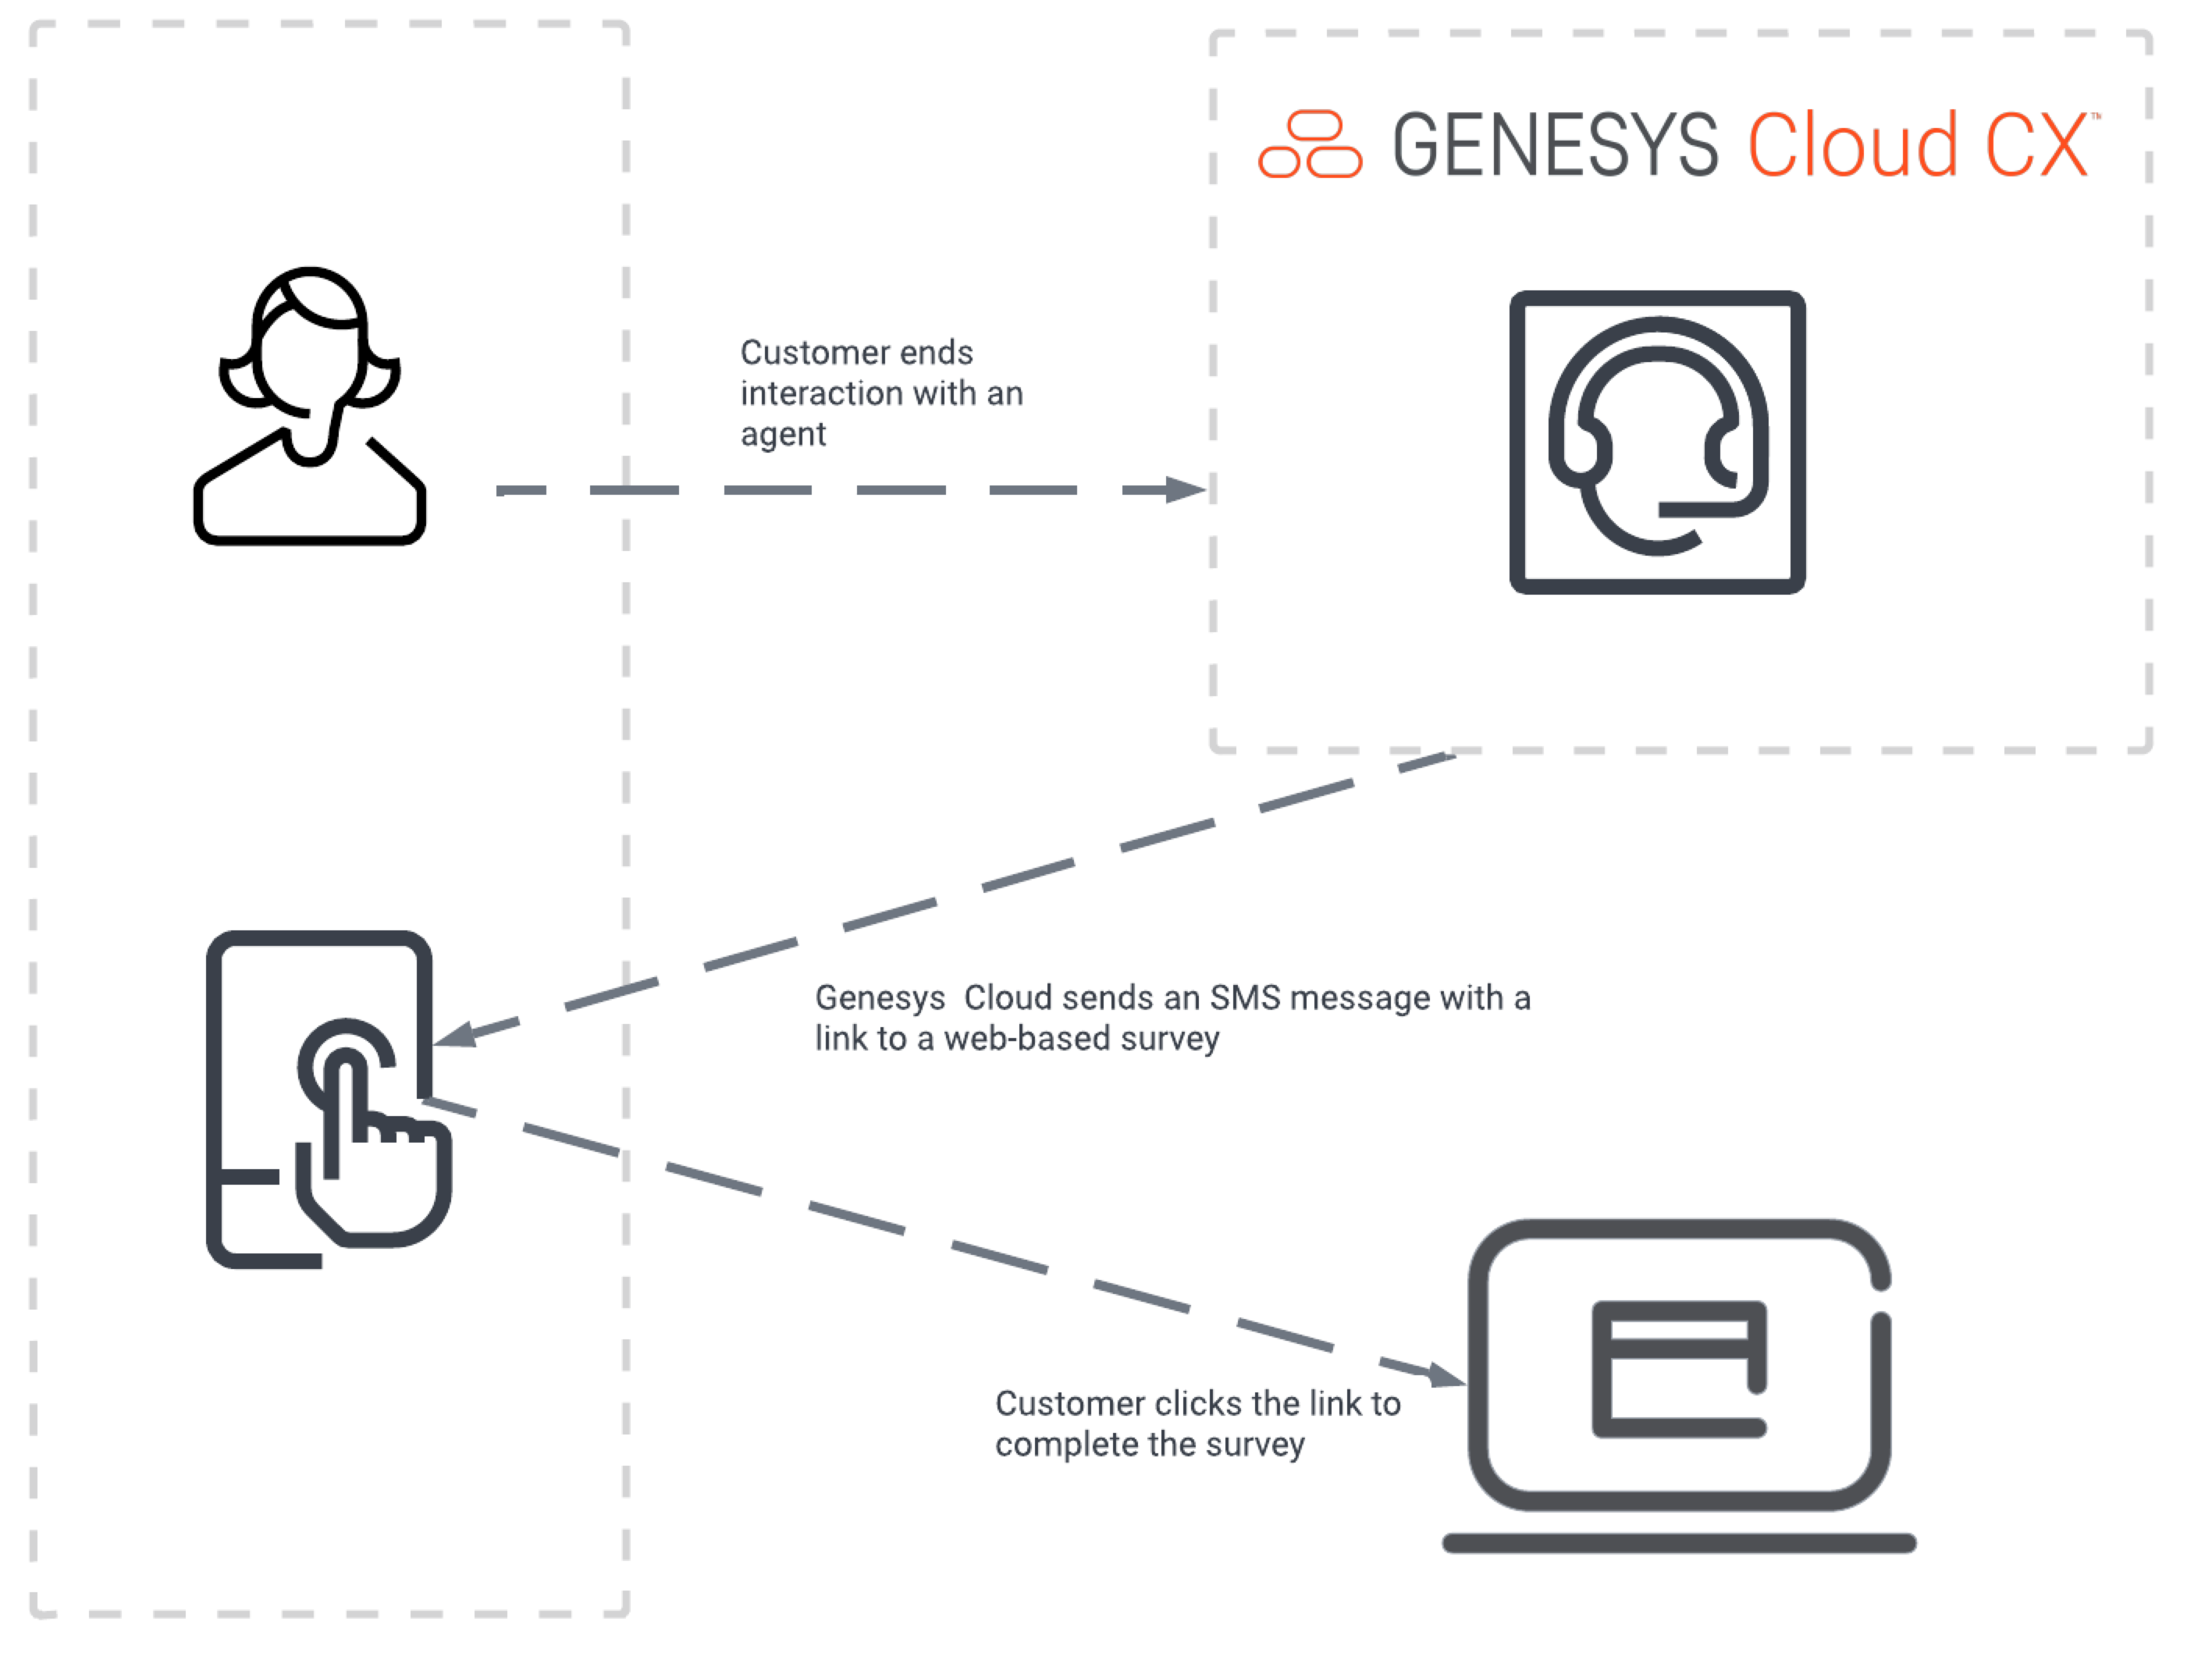 GENESYS Cloud CX™
Customer ends
interaction with an
agent
Genesys  Cloud sends an SMS message with a
link to a web-based survey
Customer clicks the link to
complete the survey